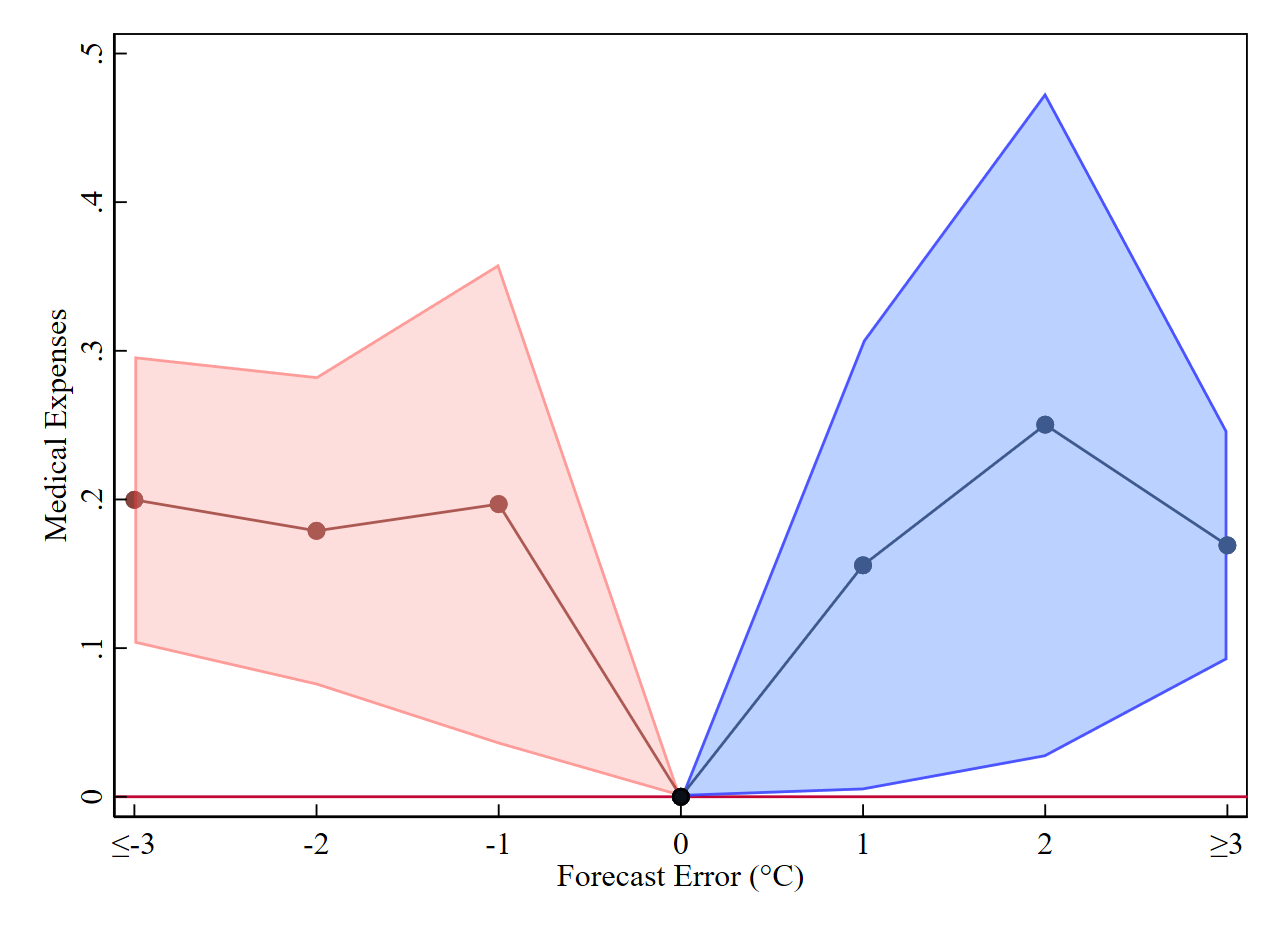 .5
.4
.3
.2
.1
0
Medical Expenses
≤-3 -2 -1 0 1 2 ≥3
Forecast Error (°C)